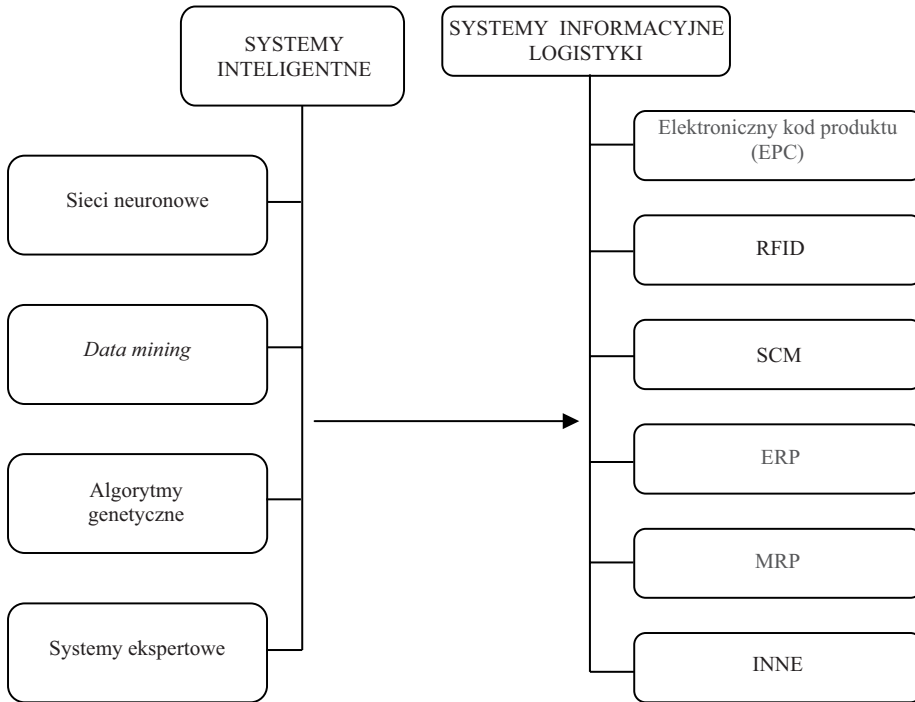 SYSTEMY
INTELIGENTNE
Sieci neuronowe
Data mining
Algorytmy
genetyczne
Systemy ekspertowe
SYSTEMY INFORMACYJNE
LOGISTYKI
Elektroniczny kod produktu
(EPC)
RFID
SCM
ERP
MRP
INNE